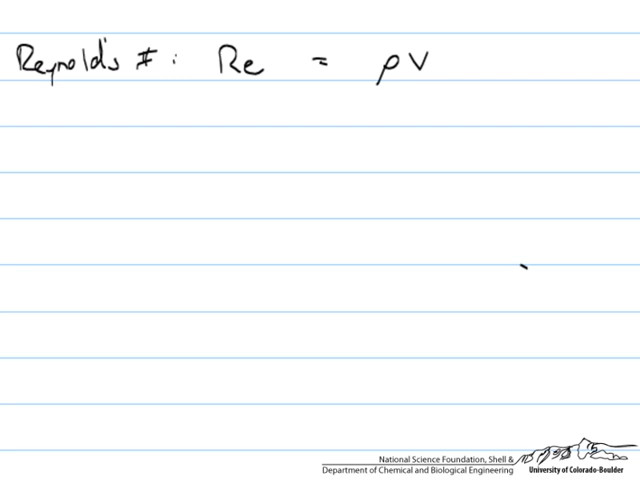 Reynold's #: Re = ρV
National Science Foundation, Shell &
Department of Chemical and Biological Engineering
University of Colorado-Boulder